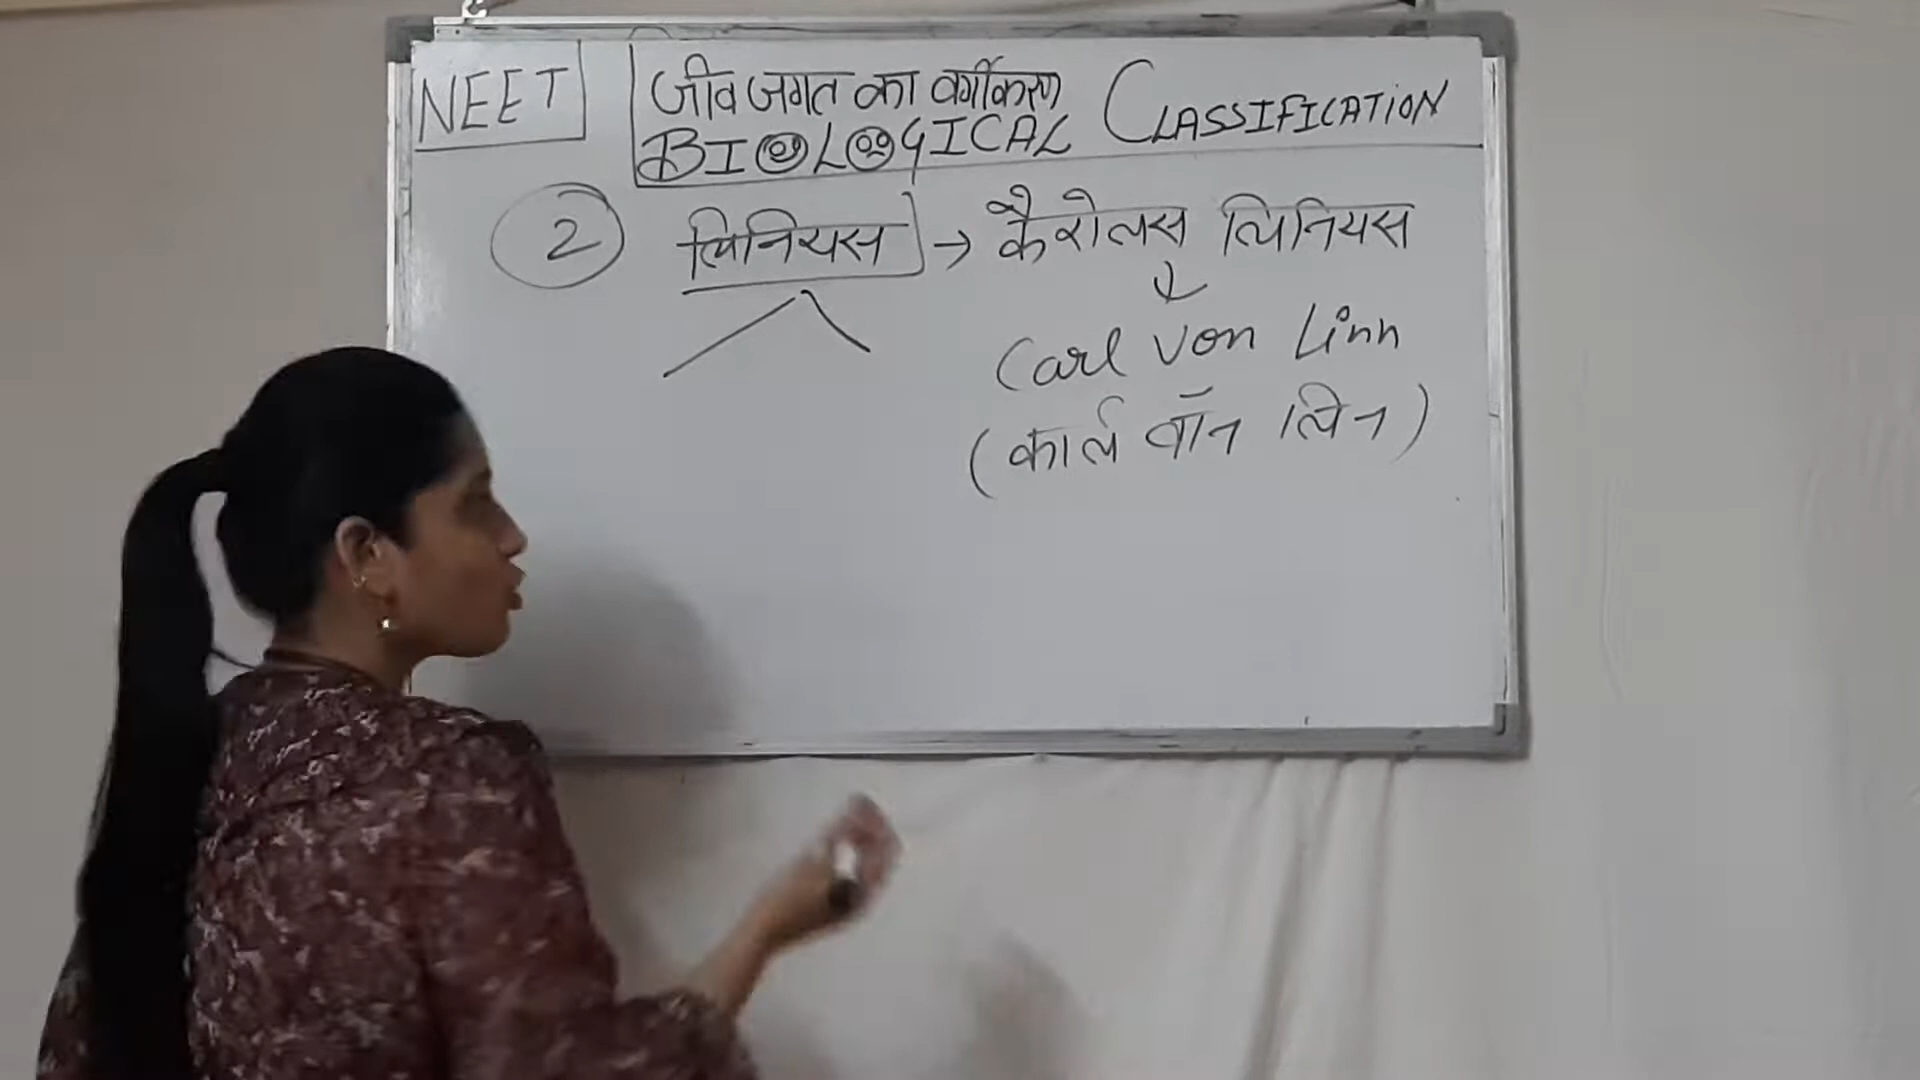 NEET
जीव जगत का वर्गीकरण
BIOLOGICAL CLASSIFICATION
2 लिनियस → कैरोलस लिनियस
↓
Carl Von Linn
(कार्ल वॉन लिन)